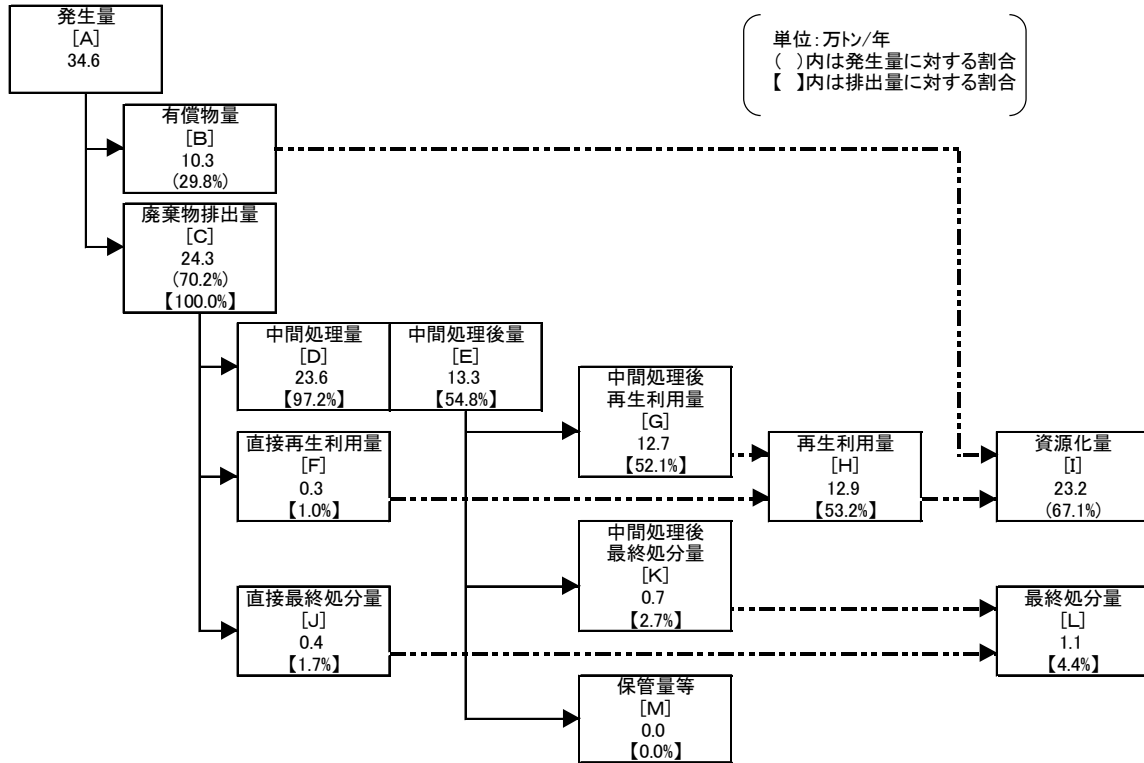 発生量
[A]
34.6
単位:万トン/年
( )内は発生量に対する割合
【 】内は排出量に対する割合
有償物量
[B]
10.3
(29.8%)
廃棄物排出量
[C]
24.3
(70.2%)
【100.0%】
中間処理量
[D]
23.6
【97.2%】
中間処理後量
[E]
13.3
【54.8%】
中間処理後
再生利用量
[G]
12.7
【52.1%】
直接再生利用量
[F]
0.3
【1.0%】
再生利用量
[H]
12.9
【53.2%】
資源化量
[I]
23.2
(67.1%)
中間処理後
最終処分量
[K]
0.7
【2.7%】
直接最終処分量
[J]
0.4
【1.7%】
最終処分量
[L]
1.1
【4.4%】
保管量等
[M]
0.0
【0.0%】